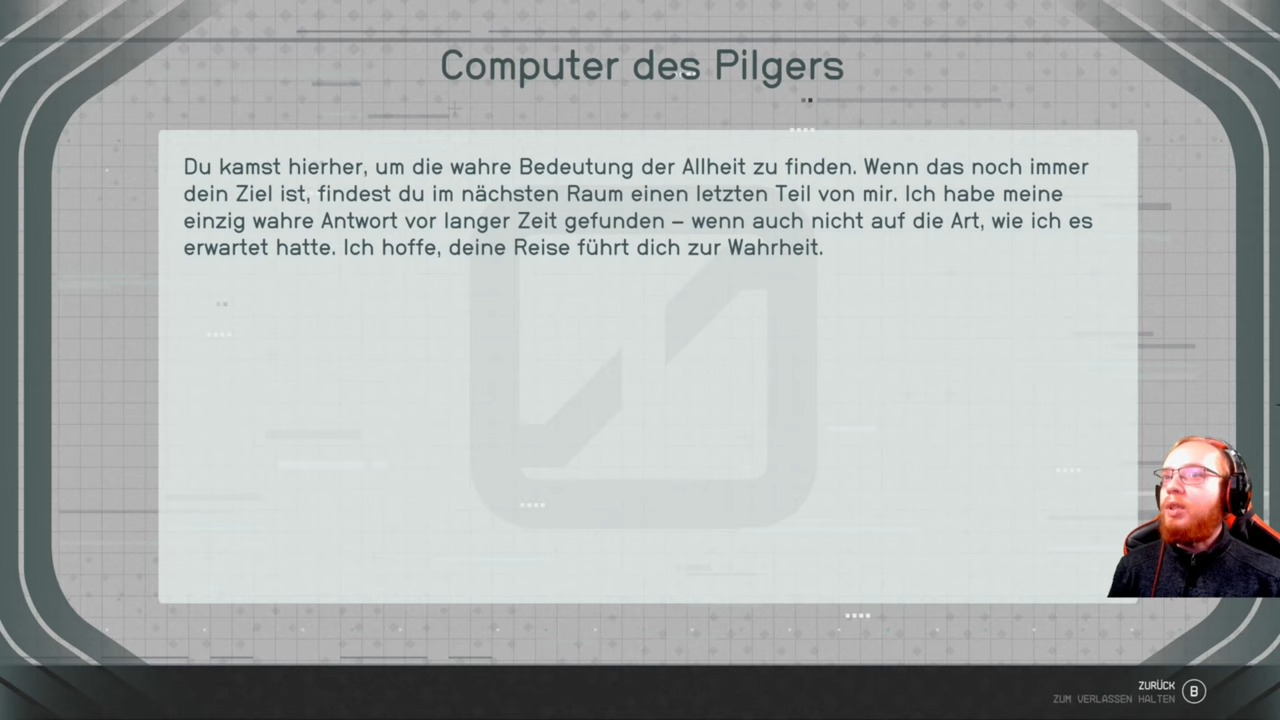 Computer des Pilgers
Du kamst hierher, um die wahre Bedeutung der Allheit zu finden. Wenn das noch immer
dein Ziel ist, findest du im nächsten Raum einen letzten Teil von mir. Ich habe meine
einzig wahre Antwort vor langer Zeit gefunden – wenn auch nicht auf die Art, wie ich es
erwartet hatte. Ich hoffe, deine Reise führt dich zur Wahrheit.
ZURÜCK
B
ZUM VERLASSEN HALTEN